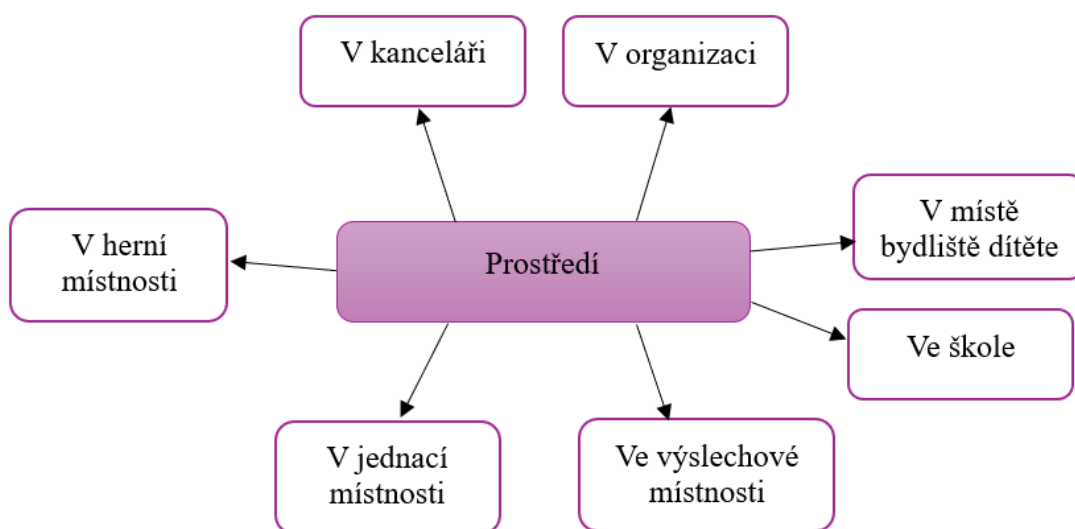 V kanceláři
V organizaci
V místě
bydliště dítěte
V herní
místnosti
Prostředí
Ve škole
V jednací
místnosti
Ve výslechové
místnosti